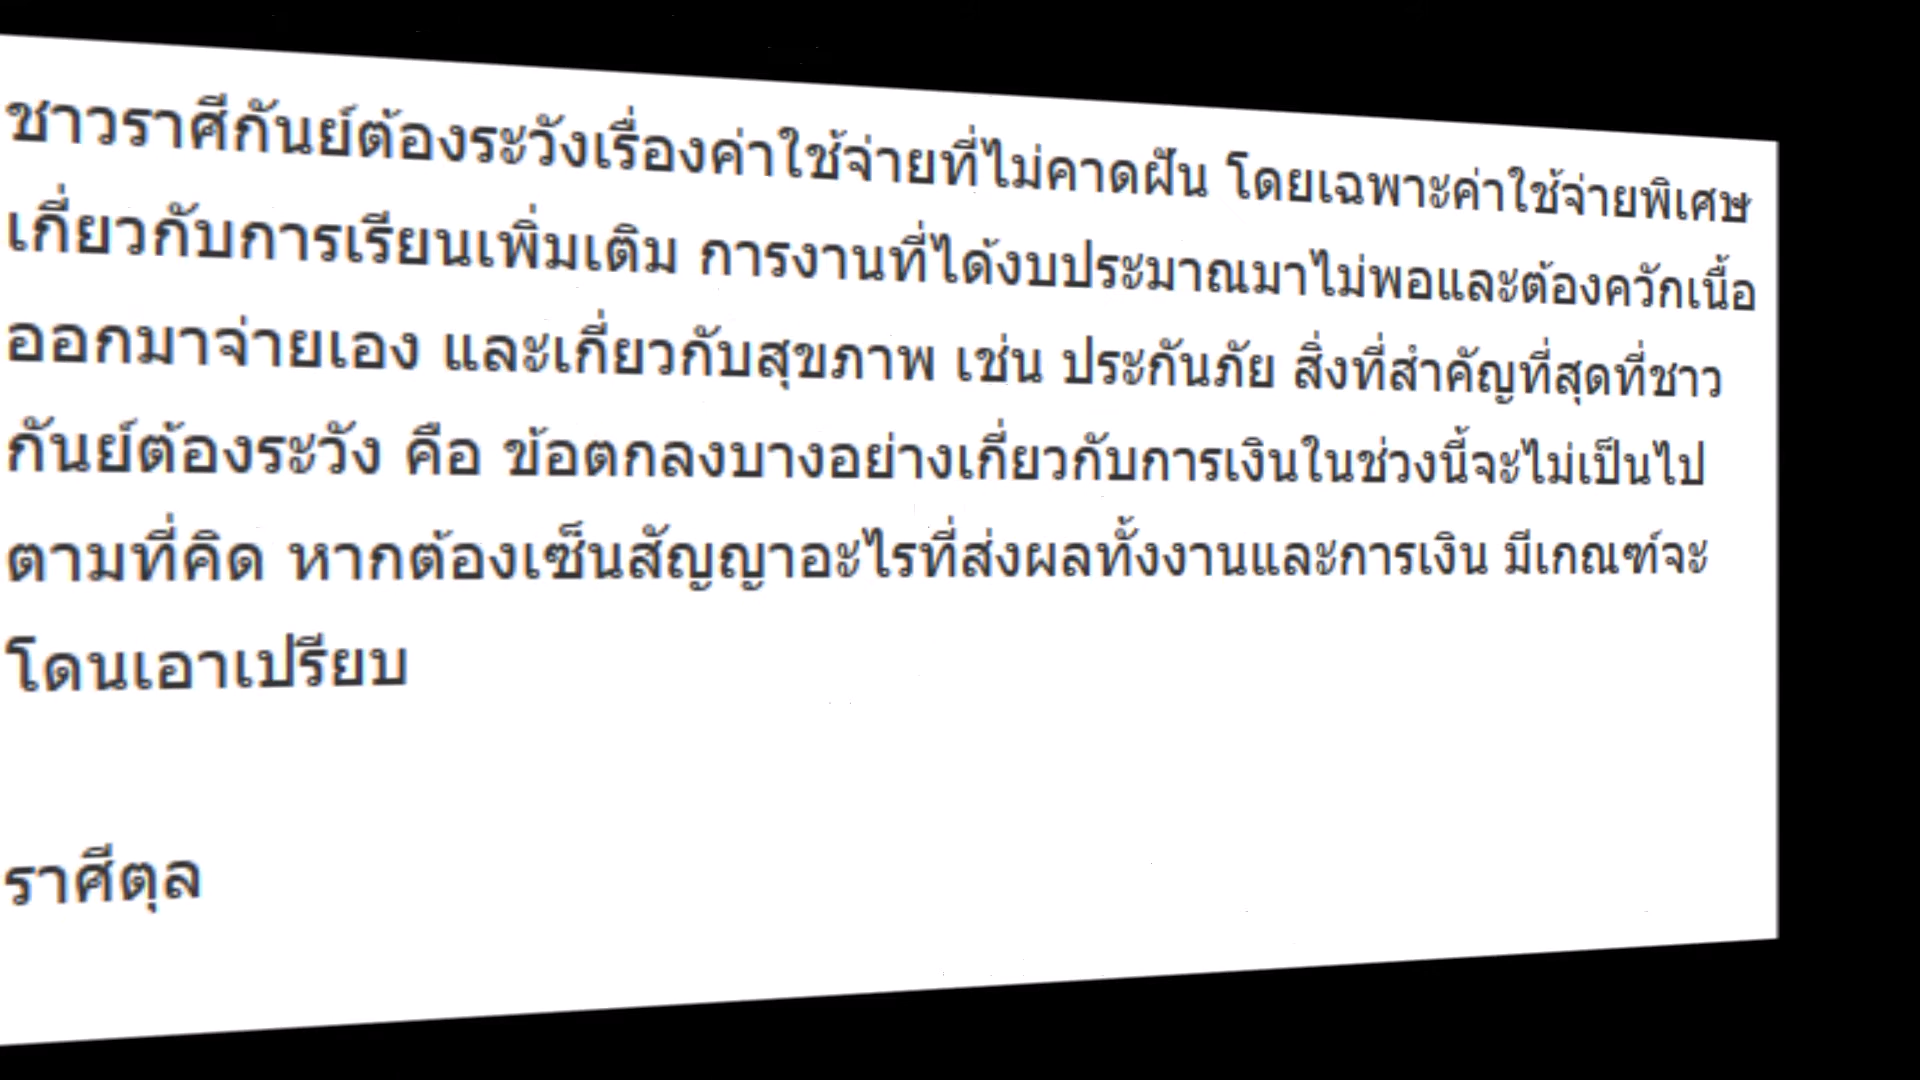 ชาวราศีกันย์ต้องระวังเรื่องค่าใช้จ่ายที่ไม่คาดฝัน โดยเฉพาะค่าใช้จ่ายพิเศษ
เกี่ยวกับการเรียนเพิ่มเติม การงานที่ได้งบประมาณมาไม่พอและต้องควักเนื้อ
ออกมาจ่ายเอง และเกี่ยวกับสุขภาพ เช่น ประกันภัย สิ่งที่สำคัญที่สุดที่ชาว
กันย์ต้องระวัง คือ ข้อตกลงบางอย่างเกี่ยวกับการเงินในช่วงนี้จะไม่เป็นไป
ตามที่คิด หากต้องเซ็นสัญญาอะไรที่ส่งผลทั้งงานและการเงิน มีเกณฑ์จะ
โดนเอาเปรียบ
ราศีตุล